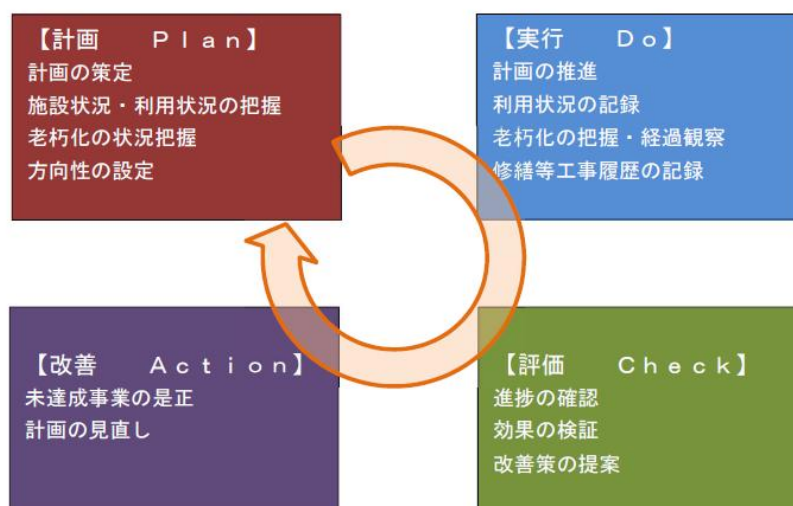 【計画　　Ｐｌａｎ】
計画の策定
施設状況・利用状況の把握
老朽化の状況把握
方向性の設定
【実行　　Ｄｏ】
計画の推進
利用状況の記録
老朽化の把握・経過観察
修繕等工事履歴の記録
【改善　　Ａｃｔｉｏｎ】
未達成事業の是正
計画の見直し
【評価　　Ｃｈｅｃｋ】
進捗の確認
効果の検証
改善策の提案